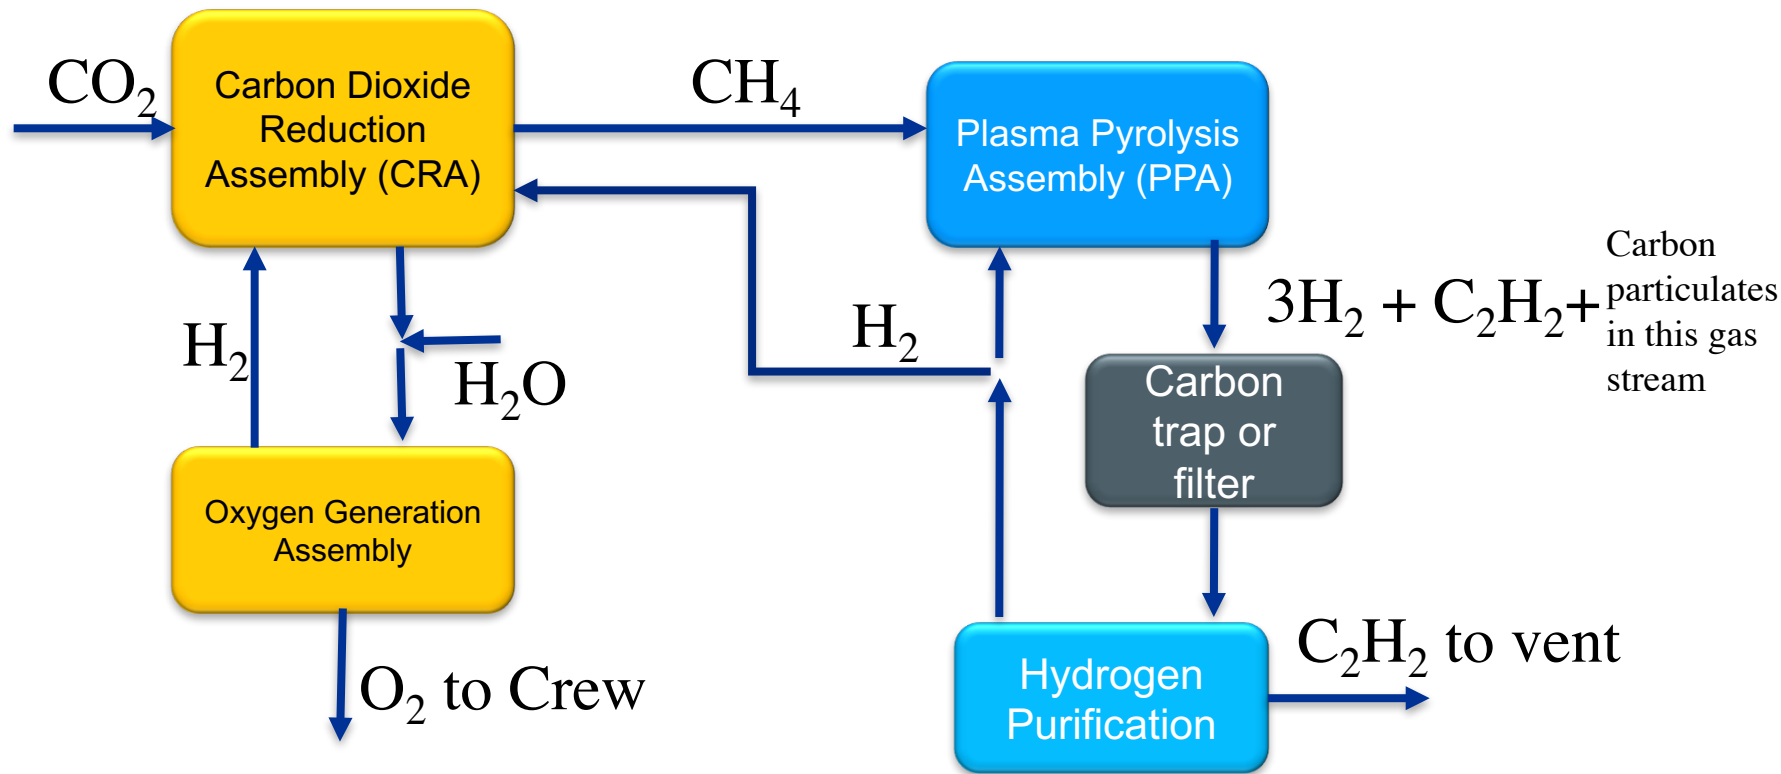 CO₂
Carbon Dioxide
Reduction
Assembly (CRA)
CH₄
Plasma Pyrolysis
Assembly (PPA)
H₂
H₂O
H₂
3H₂ + C₂H₂+
Carbon
particulates
in this gas
stream
Carbon
trap or
filter
Oxygen Generation
Assembly
O₂ to Crew
Hydrogen
Purification
C₂H₂ to vent